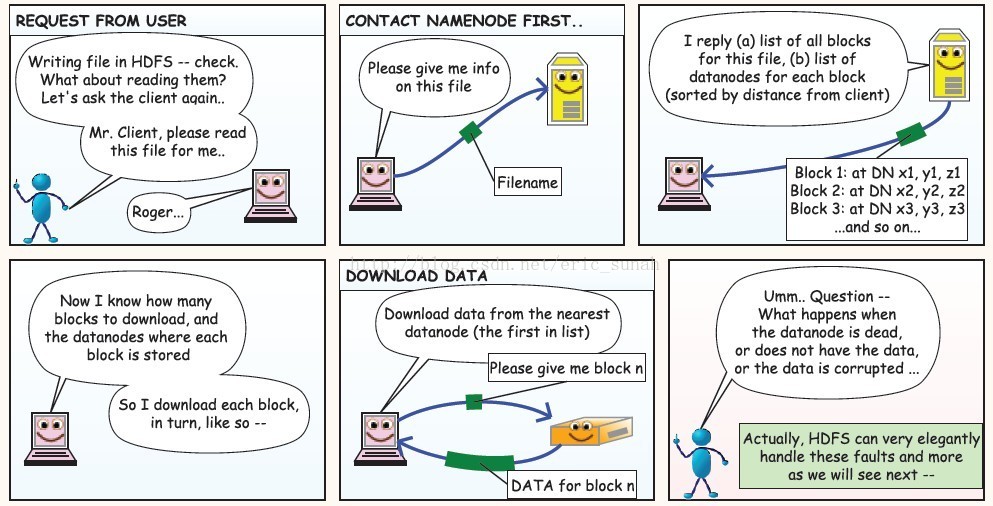 REQUEST FROM USER
Writing file in HDFS -- check.
What about reading them?
Let's ask the client again..
Mr. Client, please read
this file for me..
Roger...
CONTACT NAMENODE FIRST..
Please give me info
on this file
Filename
I reply (a) list of all blocks
for this file, (b) list of
datanodes for each block
(sorted by distance from client)
Block 1: at DN x1, y1, z1
Block 2: at DN x2, y2, z2
Block 3: at DN x3, y3, z3
...and so on...
http://blog.csdn.net/eric_sunah
Now I know how many
blocks to download, and
the datanodes where each
block is stored
So I download each block,
in turn, like so --
DOWNLOAD DATA
Download data from the nearest
datanode (the first in list)
Please give me block n
DATA for block n
Umm.. Question --
What happens when
the datanode is dead,
or does not have the data,
or the data is corrupted ...
Actually, HDFS can very elegantly
handle these faults and more
as we will see next --